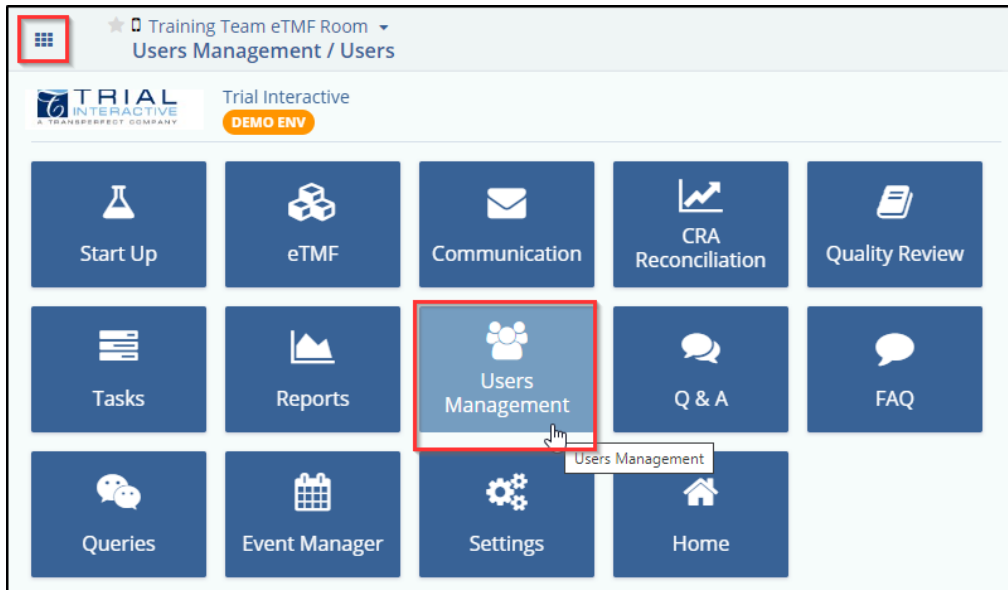 Training Team eTMF Room
Users Management / Users
TRIAL
INTERACTIVE
A TRANSPERFECT COMPANY
Trial Interactive
DEMO ENV
Start Up
eTMF
Communication
CRA
Reconciliation
Quality Review
Tasks
Reports
Users
Management
Q & A
FAQ
Users Management
Queries
Event Manager
Settings
Home